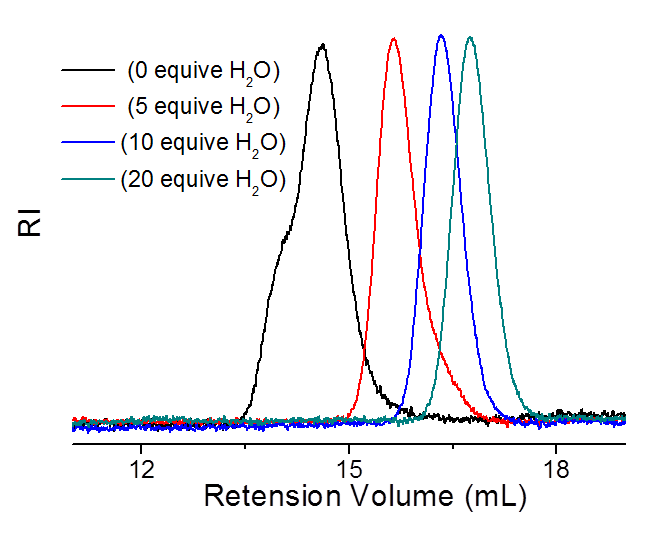 (0 equive H₂O)
(5 equive H₂O)
(10 equive H₂O)
(20 equive H₂O)
RI
12 15 18
Retension Volume (mL)